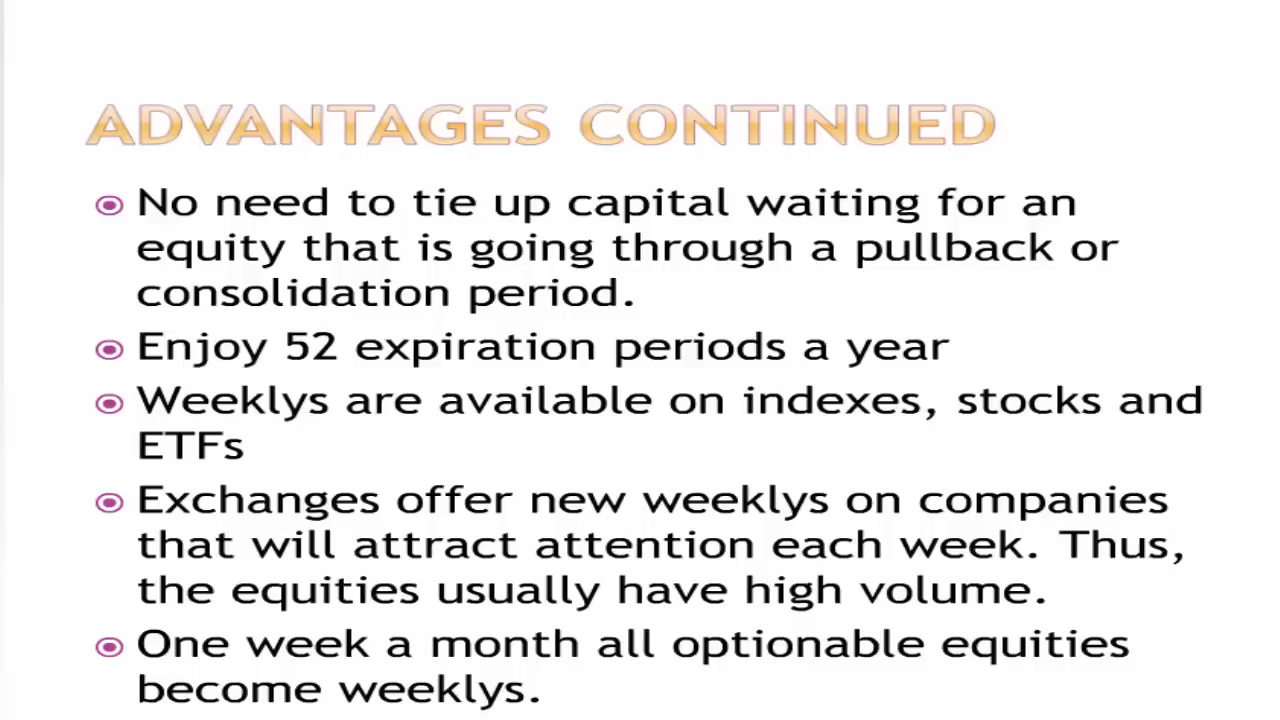 ADVANTAGES CONTINUED
No need to tie up capital waiting for an
equity that is going through a pullback or
consolidation period.
Enjoy 52 expiration periods a year
Weeklys are available on indexes, stocks and
ETFs
Exchanges offer new weeklys on companies
that will attract attention each week. Thus,
the equities usually have high volume.
One week a month all optionable equities
become weeklys.